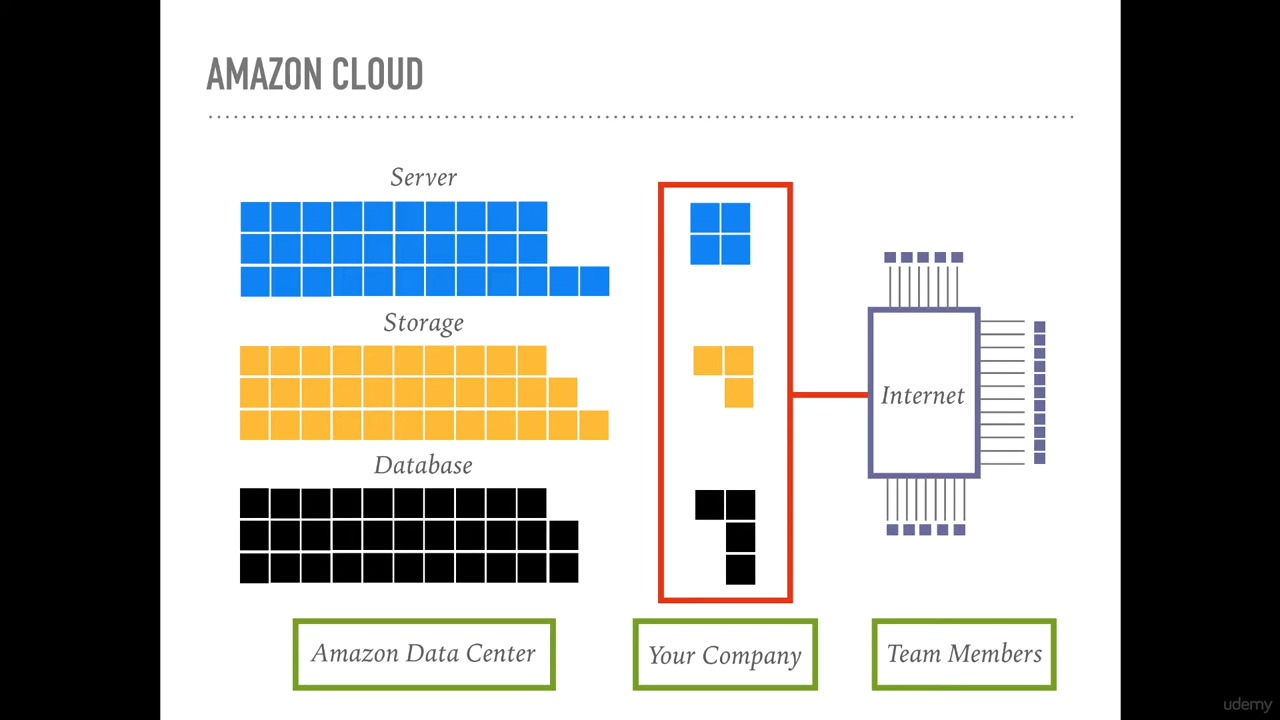 AMAZON CLOUD
Server
Storage
Internet
Database
Amazon Data Center
Your Company
Team Members
udemy